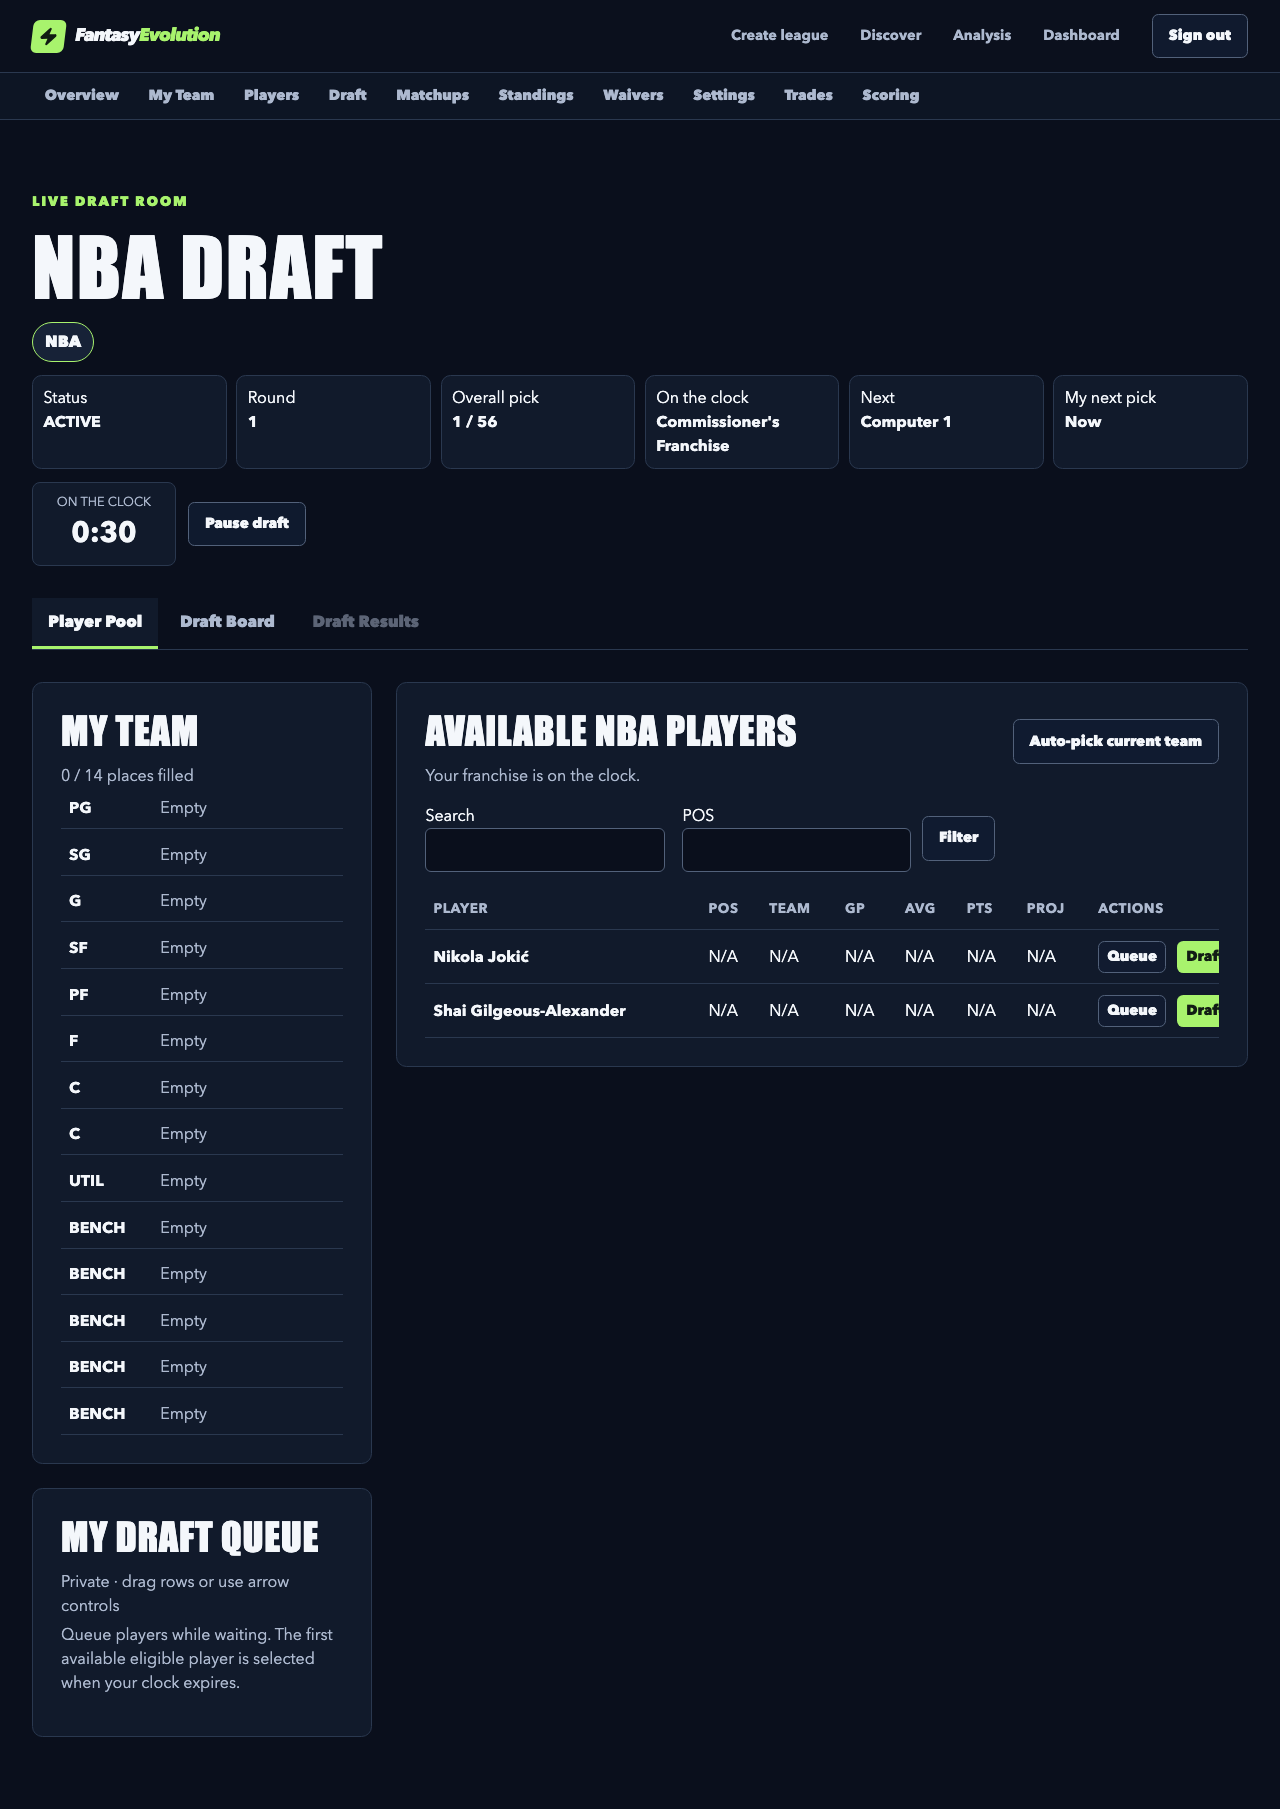 FantasyEvolution
Create league Discover Analysis Dashboard Sign out
Overview My Team Players Draft Matchups Standings Waivers Settings Trades Scoring
LIVE DRAFT ROOM
NBA DRAFT
NBA
Status
ACTIVE
Round
1
Overall pick
1 / 56
On the clock
Commissioner's
Franchise
Next
Computer 1
My next pick
Now
ON THE CLOCK
0:30
Pause draft
Player Pool Draft Board Draft Results
MY TEAM
0 / 14 places filled
PG Empty
SG Empty
G Empty
SF Empty
PF Empty
F Empty
C Empty
C Empty
UTIL Empty
BENCH Empty
BENCH Empty
BENCH Empty
BENCH Empty
BENCH Empty
MY DRAFT QUEUE
Private · drag rows or use arrow
controls
Queue players while waiting. The first
available eligible player is selected
when your clock expires.
AVAILABLE NBA PLAYERS
Your franchise is on the clock.
Auto-pick current team
Search POS Filter
PLAYER POS TEAM GP AVG PTS PROJ ACTIONS
Nikola Jokić N/A N/A N/A N/A N/A N/A Queue Draf
Shai Gilgeous-Alexander N/A N/A N/A N/A N/A N/A Queue Draf